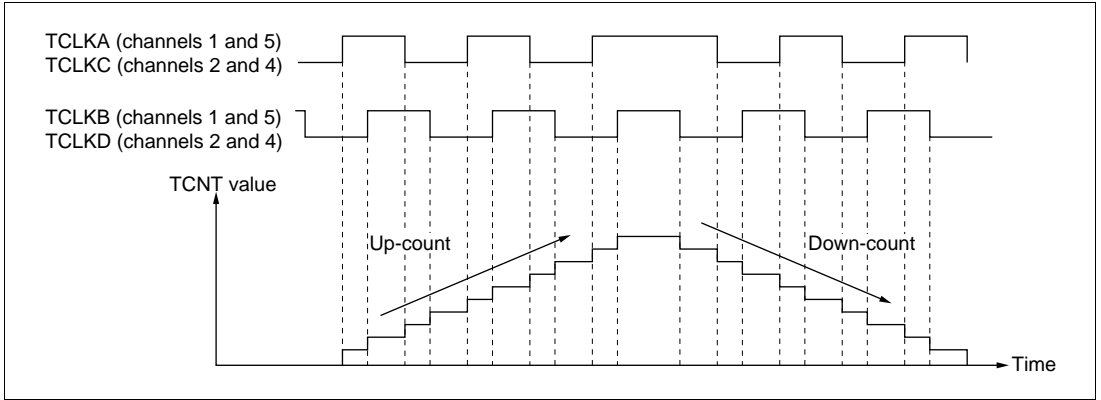 TCLKA (channels 1 and 5)
TCLKC (channels 2 and 4)
TCLKB (channels 1 and 5)
TCLKD (channels 2 and 4)
TCNT value
Up-count
Down-count
Time